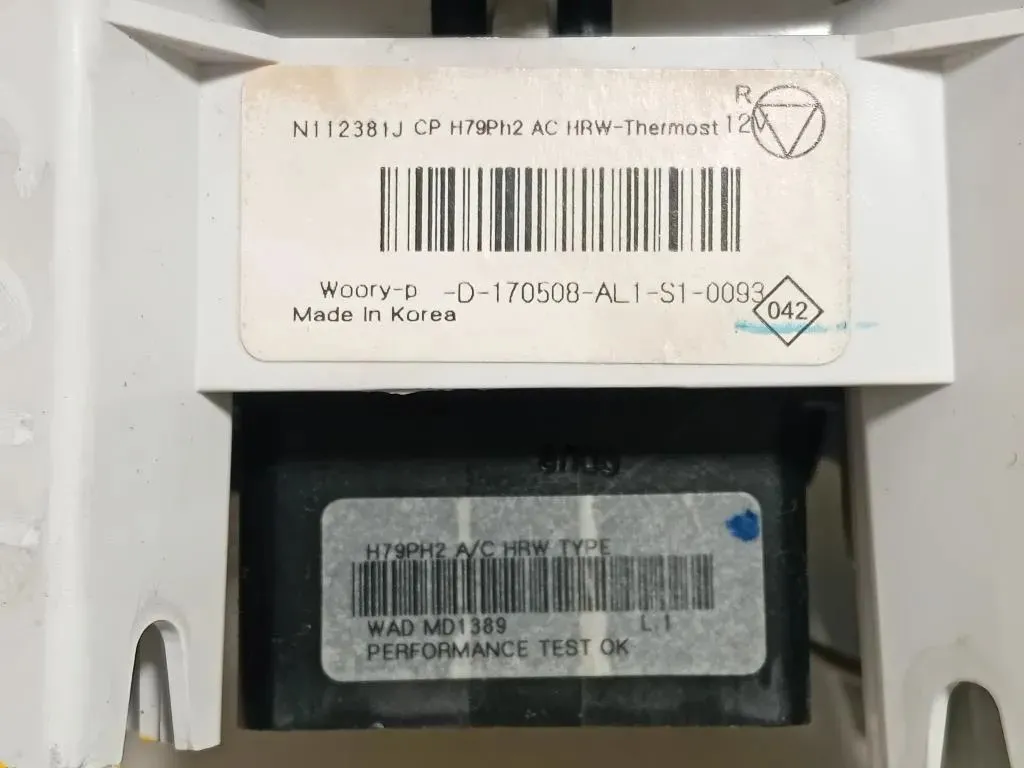 R
N112381J CP H79Ph2 AC HRW-Thermost 12V
Woory-p -D-170508-AL1-S1-0093
042
Made In Korea
H79PH2 A/C HRW TYPE
WAD MD1389 L.1
PERFORMANCE TEST OK